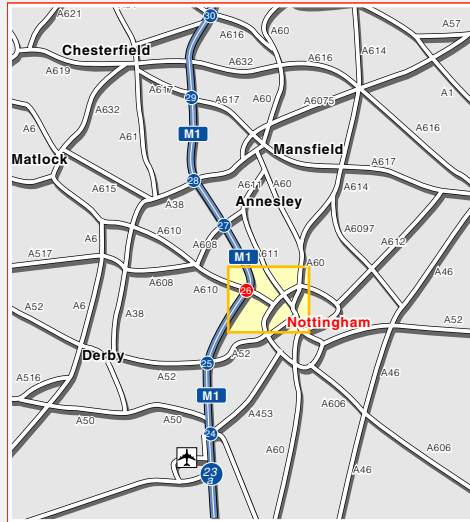 A621
30
A616
A60
A614
Chesterfield
A632
A616
A619
A617
29
A617
A60
A6075
A1
A632
A6
A61
M1
A616
Matlock
Mansfield
A617
A615
28
A611
A60
A614
A38
Annesley
A6
A610
27
A6097
A612
A517
A608
M1
A611
A60
A46
A608
A610
26
A52
A38
Nottingham
A52
Derby
A52
25
A52
A516
M1
A46
A50
A50
A453
A606
24
A60
A606
23
a
A46